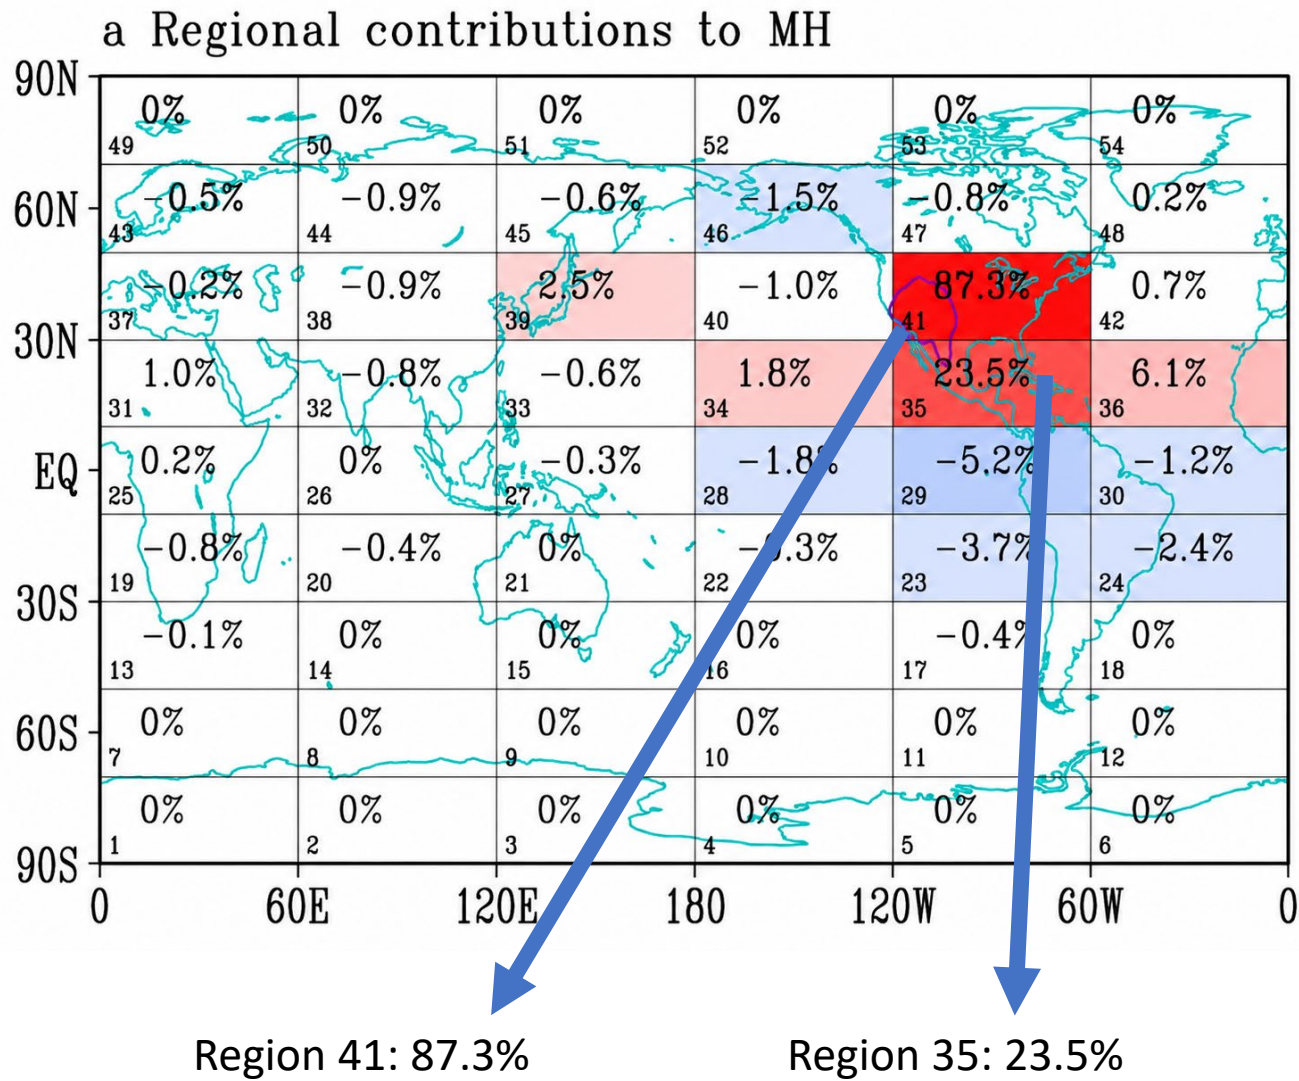 a Regional contributions to MH
90N
0% 0% 0% 0% 0% 0%
49 50 51 52 53 54
60N
−0.5% −0.9% −0.6% −1.5% −0.8% 0.2%
43 44 45 46 47 48
−0.2% −0.9% 2.5% −1.0% 87.3% 0.7%
37 38 39 40 41 42
30N
1.0% −0.8% −0.6% 1.8% 23.5% 6.1%
31 32 33 34 35 36
EQ
0.2% 0% −0.3% −1.8% −5.2% −1.2%
25 26 27 28 29 30
−0.8% −0.4% 0% −0.3% −3.7% −2.4%
19 20 21 22 23 24
30S
−0.1% 0% 0% 0% −0.4% 0%
13 14 15 16 17 18
60S
0% 0% 0% 0% 0% 0%
7 8 9 10 11 12
0% 0% 0% 0% 0% 0%
1 2 3 4 5 6
90S
0 60E 120E 180 120W 60W 0
Region 41: 87.3% Region 35: 23.5%